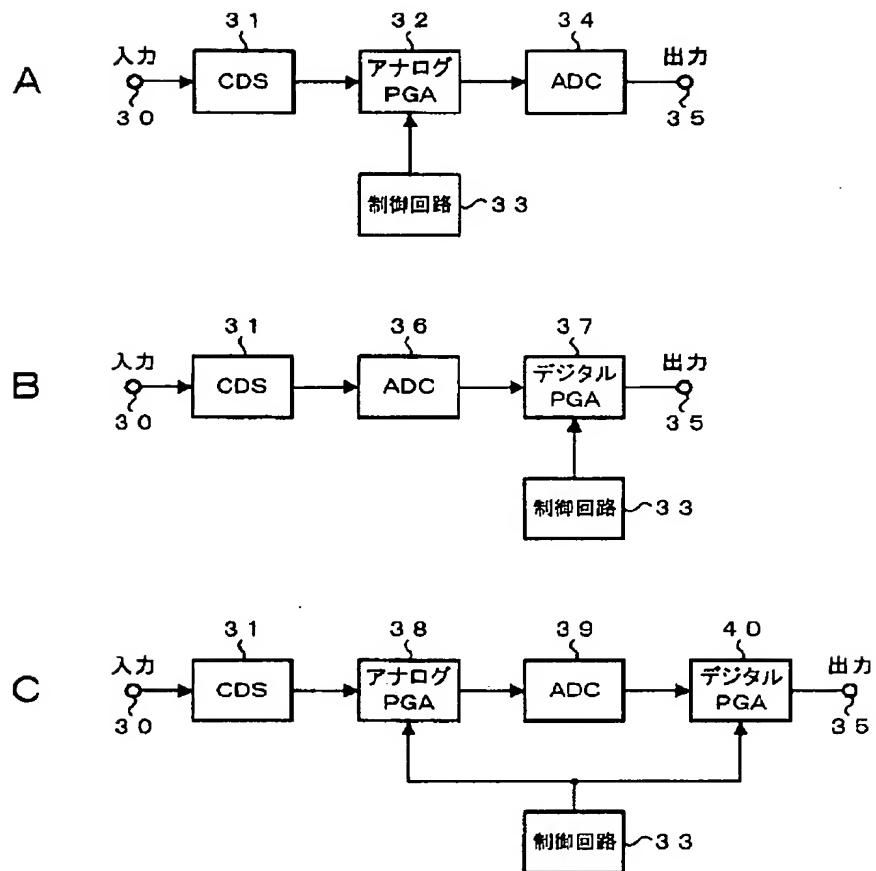 A
３１ ３２ ３４
入力 出力
CDS アナログ PGA ADC
３０ ３５
制御回路 ３３
B
３１ ３６ ３７
入力 出力
CDS ADC デジタル PGA
３０ ３５
制御回路 ３３
C
３１ ３８ ３９ ４０
入力 出力
CDS アナログ PGA ADC デジタル PGA
３０ ３５
制御回路 ３３